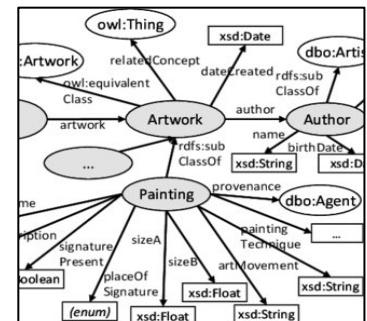 owl:Thing
xsd:Date
:Artwork
relatedConcept
dateCreated
dbo:Artis
owl:equivalent
Class
rdfs:sub
ClassOf
artwork
Artwork
author
Author
...
rdfs:sub
ClassOf
name
birthDate
xsd:String
xsd:D
Painting
provenance
dbo:Agent
me
iption
signature
Present
sizeA
sizeB
painting
Technique
...
placeOf
Signature
artMovement
oolean
(enum)
xsd:Float
xsd:Float
xsd:String
xsd:String